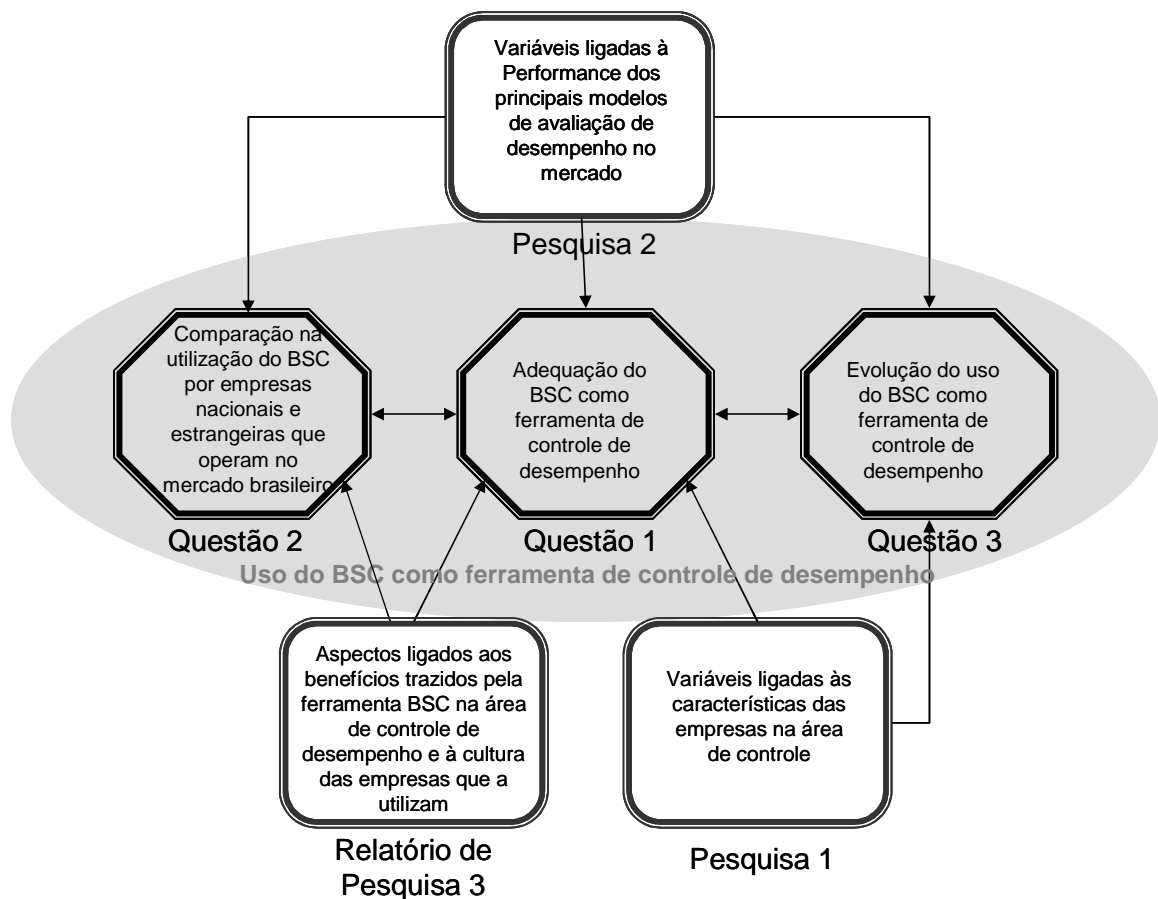 Variáveis ligadas à
Performance dos
principais modelos
de avaliação de
desempenho no
mercado
Pesquisa 2
Comparação na
utilização do BSC
por empresas
nacionais e
estrangeiras que
operam no
mercado brasileiro
Questão 2
Adequação do
BSC como
ferramenta de
controle de
desempenho
Questão 1
Evolução do uso
do BSC como
ferramenta de
controle de
desempenho
Questão 3
Uso do BSC como ferramenta de controle de desempenho
Aspectos ligados aos
benefícios trazidos pela
ferramenta BSC na área
de controle de
desempenho e à cultura
das empresas que a
utilizam
Relatório de
Pesquisa 3
Variáveis ligadas às
características das
empresas na área
de controle
Pesquisa 1